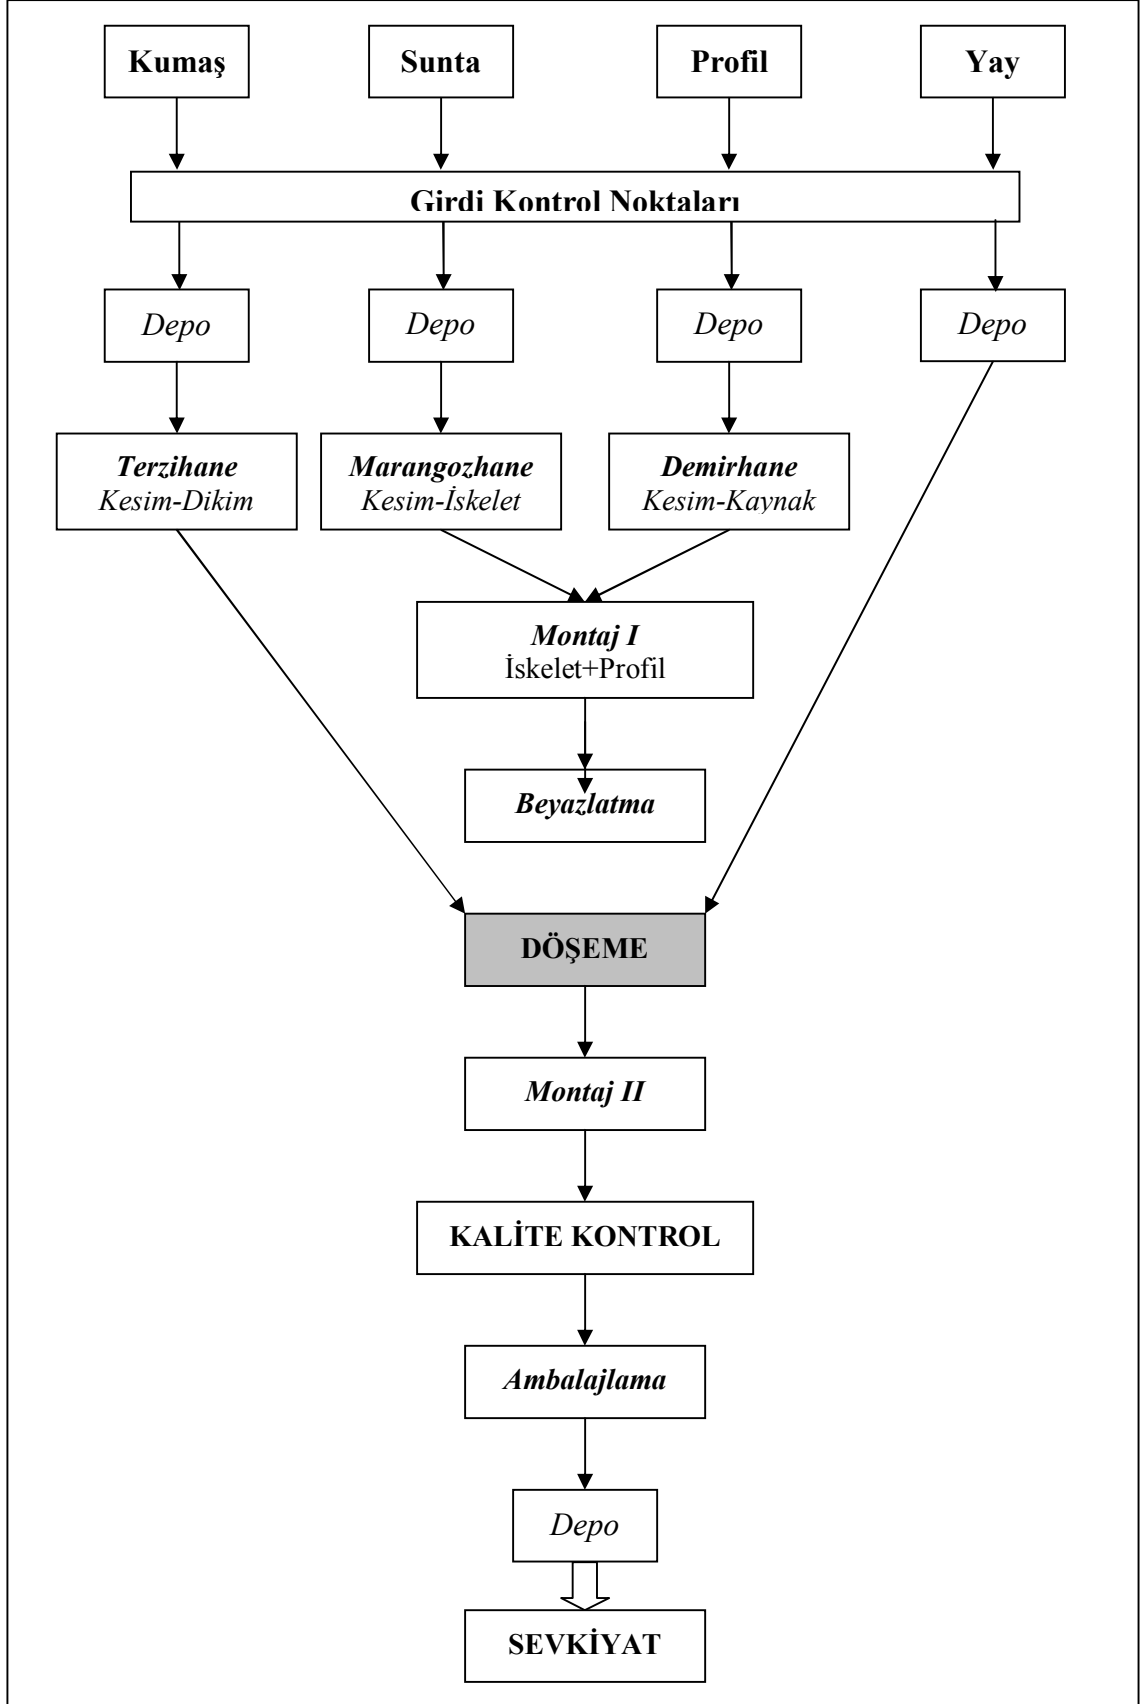 Kumaş
Sunta
Profil
Yay
Girdi Kontrol Noktaları
Depo
Depo
Depo
Depo
Terzihane
Kesim-Dikim
Marangozhane
Kesim-İskelet
Demirhane
Kesim-Kaynak
Montaj I
İskelet+Profil
Beyazlatma
DÖŞEME
Montaj II
KALİTE KONTROL
Ambalajlama
Depo
SEVKİYAT